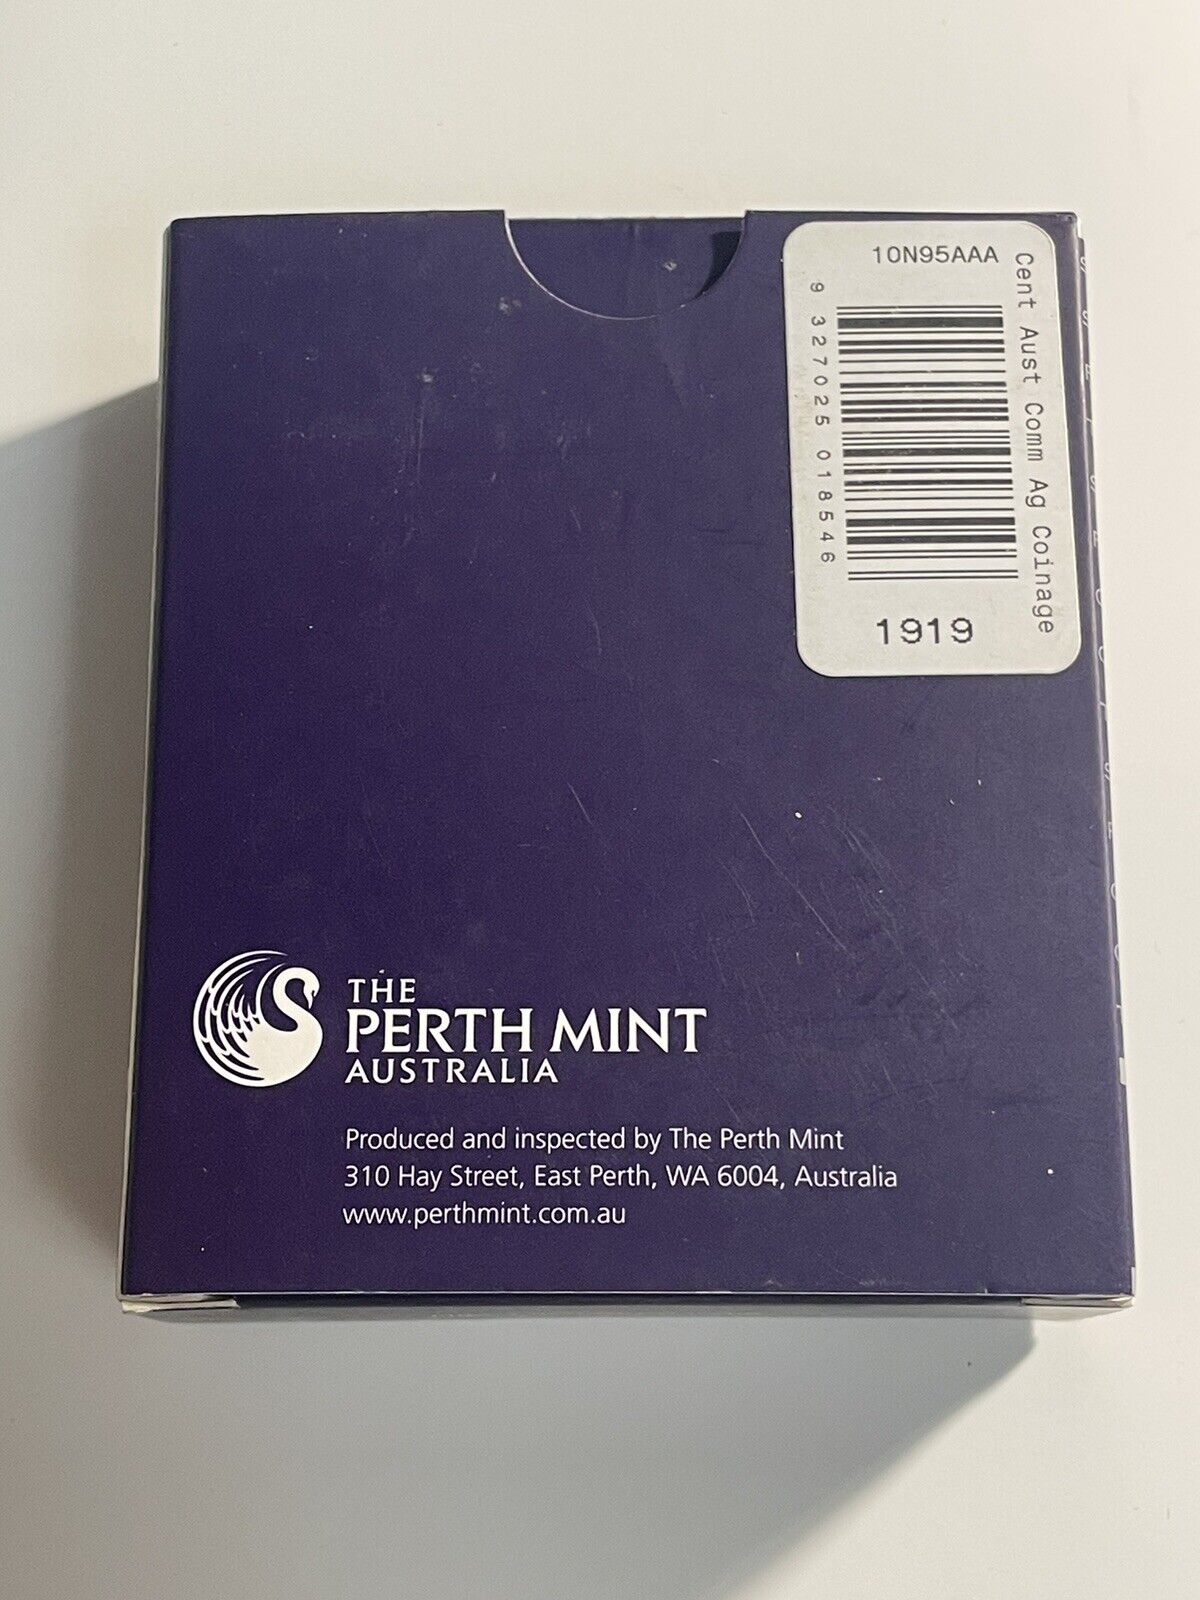 10N95AAA
Cent Aust Comm Ag Coinage
9 327025 018546
1919
THE
PERTH MINT
AUSTRALIA
Produced and inspected by The Perth Mint
310 Hay Street, East Perth, WA 6004, Australia
www.perthmint.com.au